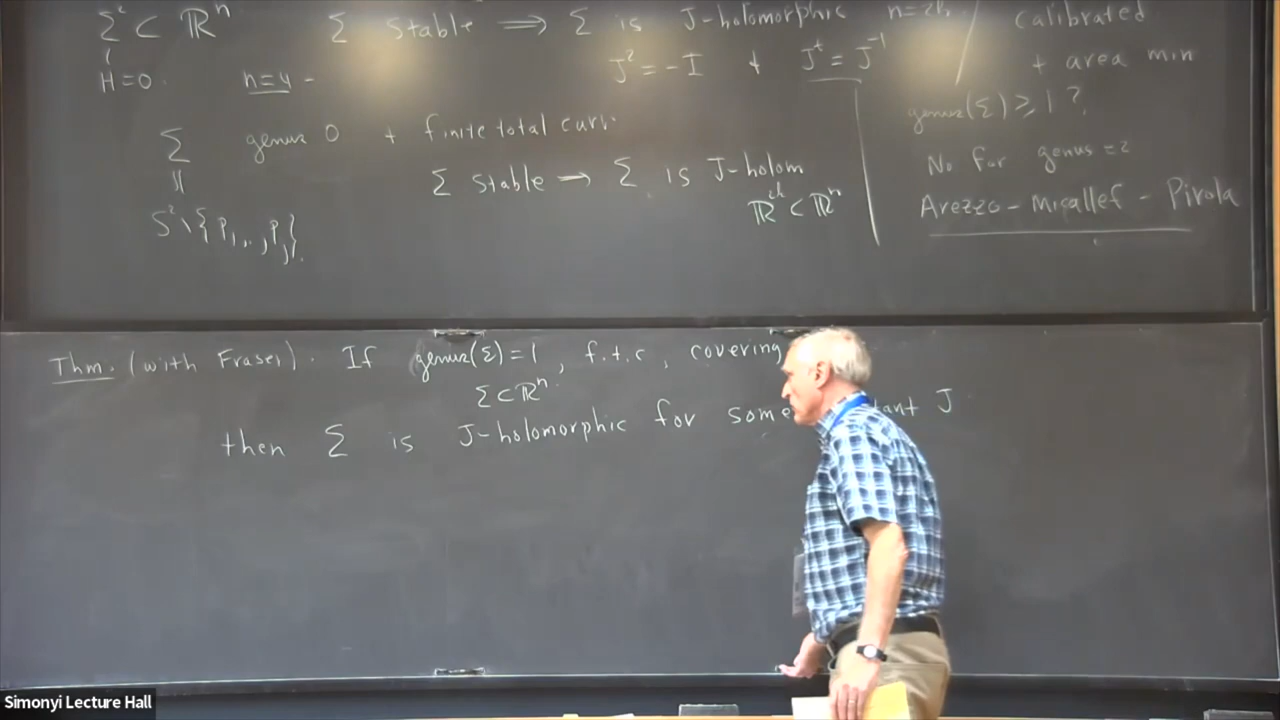 Σ² ⊂ ℝⁿ   Σ stable ⟹ Σ is J-holomorphic   n=2k
H=0.   n=4 -   J² = -I + Jᵗ = J⁻¹
Σ genus 0 + finite total curv.
Σ stable → Σ is J-holom
ℝ²ᵏ ⊂ ℝⁿ
S² \ {P₁, .., P
calibrated
+ area min
genus(Σ) ≥ 1 ?
No for genus = 2
Arezzo - Micallef - Pirola
Thm. (with Fraser). If genus(Σ) = 1, f.t.c, covering
Σ ⊂ ℝⁿ.
then Σ is J-holomorphic for some tant J
Simonyi Lecture Hall